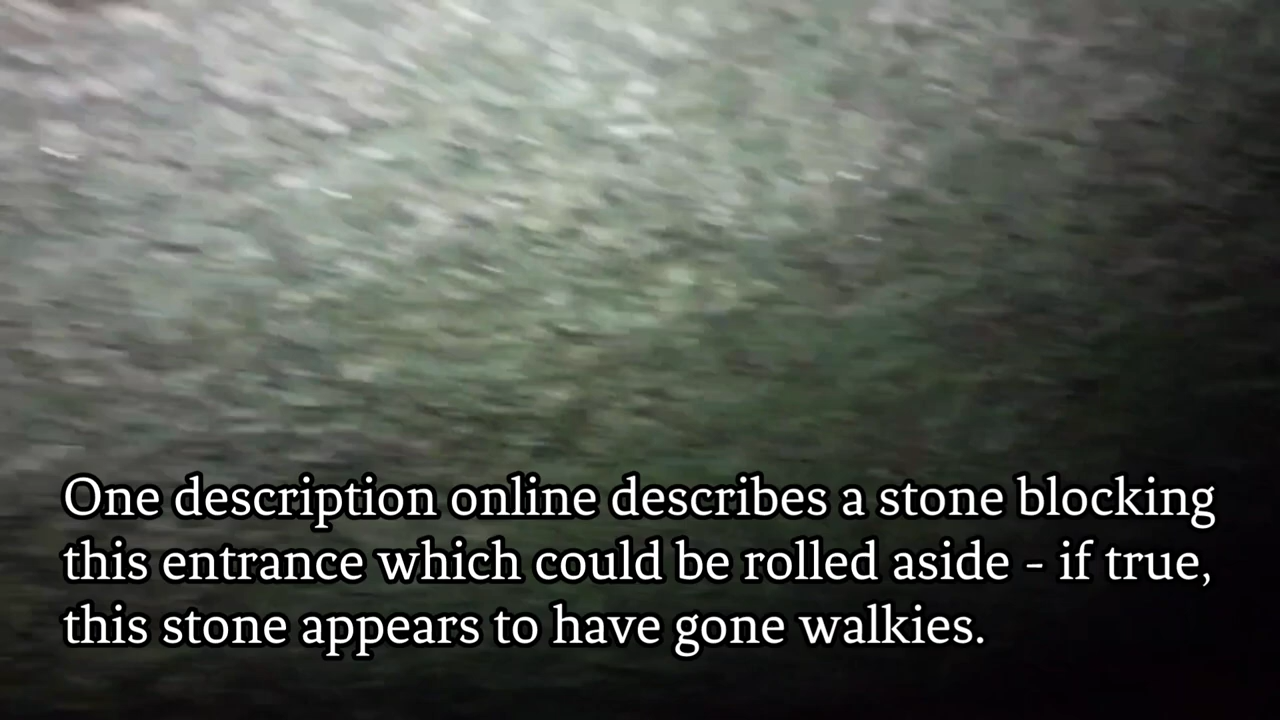 One description online describes a stone blocking
this entrance which could be rolled aside - if true,
this stone appears to have gone walkies.